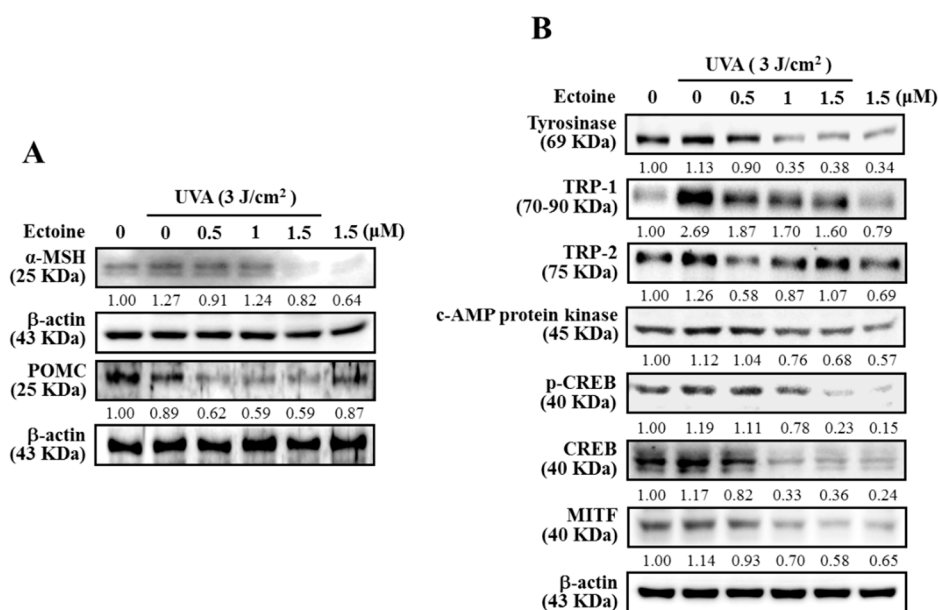 A
UVA (3 J/cm²)
Ectoine 0 0 0.5 1 1.5 1.5 (μM)
α-MSH
(25 KDa)
1.00 1.27 0.91 1.24 0.82 0.64
β-actin
(43 KDa)
POMC
(25 KDa)
1.00 0.89 0.62 0.59 0.59 0.87
β-actin
(43 KDa)
B
UVA ( 3 J/cm² )
Ectoine 0 0 0.5 1 1.5 1.5 (μM)
Tyrosinase
(69 KDa)
1.00 1.13 0.90 0.35 0.38 0.34
TRP-1
(70-90 KDa)
1.00 2.69 1.87 1.70 1..60 0.79
TRP-2
(75 KDa)
1.00 1.26 0.58 0.87 1.07 0.69
c-AMP protein kinase
(45 KDa)
1.00 1.12 1.04 0.76 0.68 0.57
p-CREB
(40 KDa)
1.00 1.19 1.11 0.78 0.23 0.15
CREB
(40 KDa)
1.00 1.17 0.82 0.33 0.36 0.24
MITF
(40 KDa)
1.00 1.14 0.93 0.70 0.58 0.65
β-actin
(43 KDa)